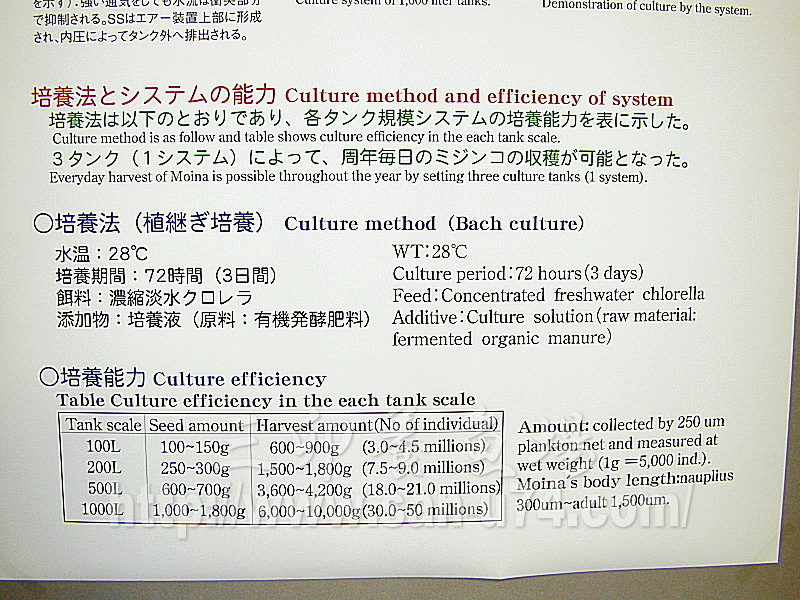 を示す）：強い通気をしても水流は衝突部分
で抑制される。SSはエアー装置上部に形成
され、内圧によってタンク外へ排出される。
Culture system of 1,000 liter tanks.
Demonstration of culture by the system.
培養法とシステムの能力 Culture method and efficiency of system
培養法は以下のとおりであり、各タンク規模システムの培養能力を表に示した。
Culture method is as follow and table shows culture efficiency in the each tank scale.
３タンク（１システム）によって、周年毎日のミジンコの収穫が可能となった。
Everyday harvest of Moina is possible throughout the year by setting three culture tanks (1 system).
○培養法（植継ぎ培養） Culture method (Bach culture)
水温：28℃
培養期間：72時間（3日間）
餌料：濃縮淡水クロレラ
添加物：培養液（原料：有機発酵肥料）
WT:28℃
Culture period:72 hours(3 days)
Feed:Concentrated freshwater chlorella
Additive:Culture solution(raw material:
fermented organic manure)
○培養能力 Culture efficiency
Table Culture efficiency in the each tank scale
Tank scale Seed amount Harvest amount(No of individual)
100L 100~150g 600~900g (3.0~4.5 millions)
200L 250~300g 1,500~1,800g (7.5~9.0 millions)
500L 600~700g 3,600~4,200g (18.0~21.0 millions)
1000L 1,000~1,800g 6,000~10,000g(30.0~50 millions)
Amount: collected by 250 um
plankton net and measured at
wet weight (1g =5,000 ind.).
Moina's body length:nauplius
300um~adult 1,500um.